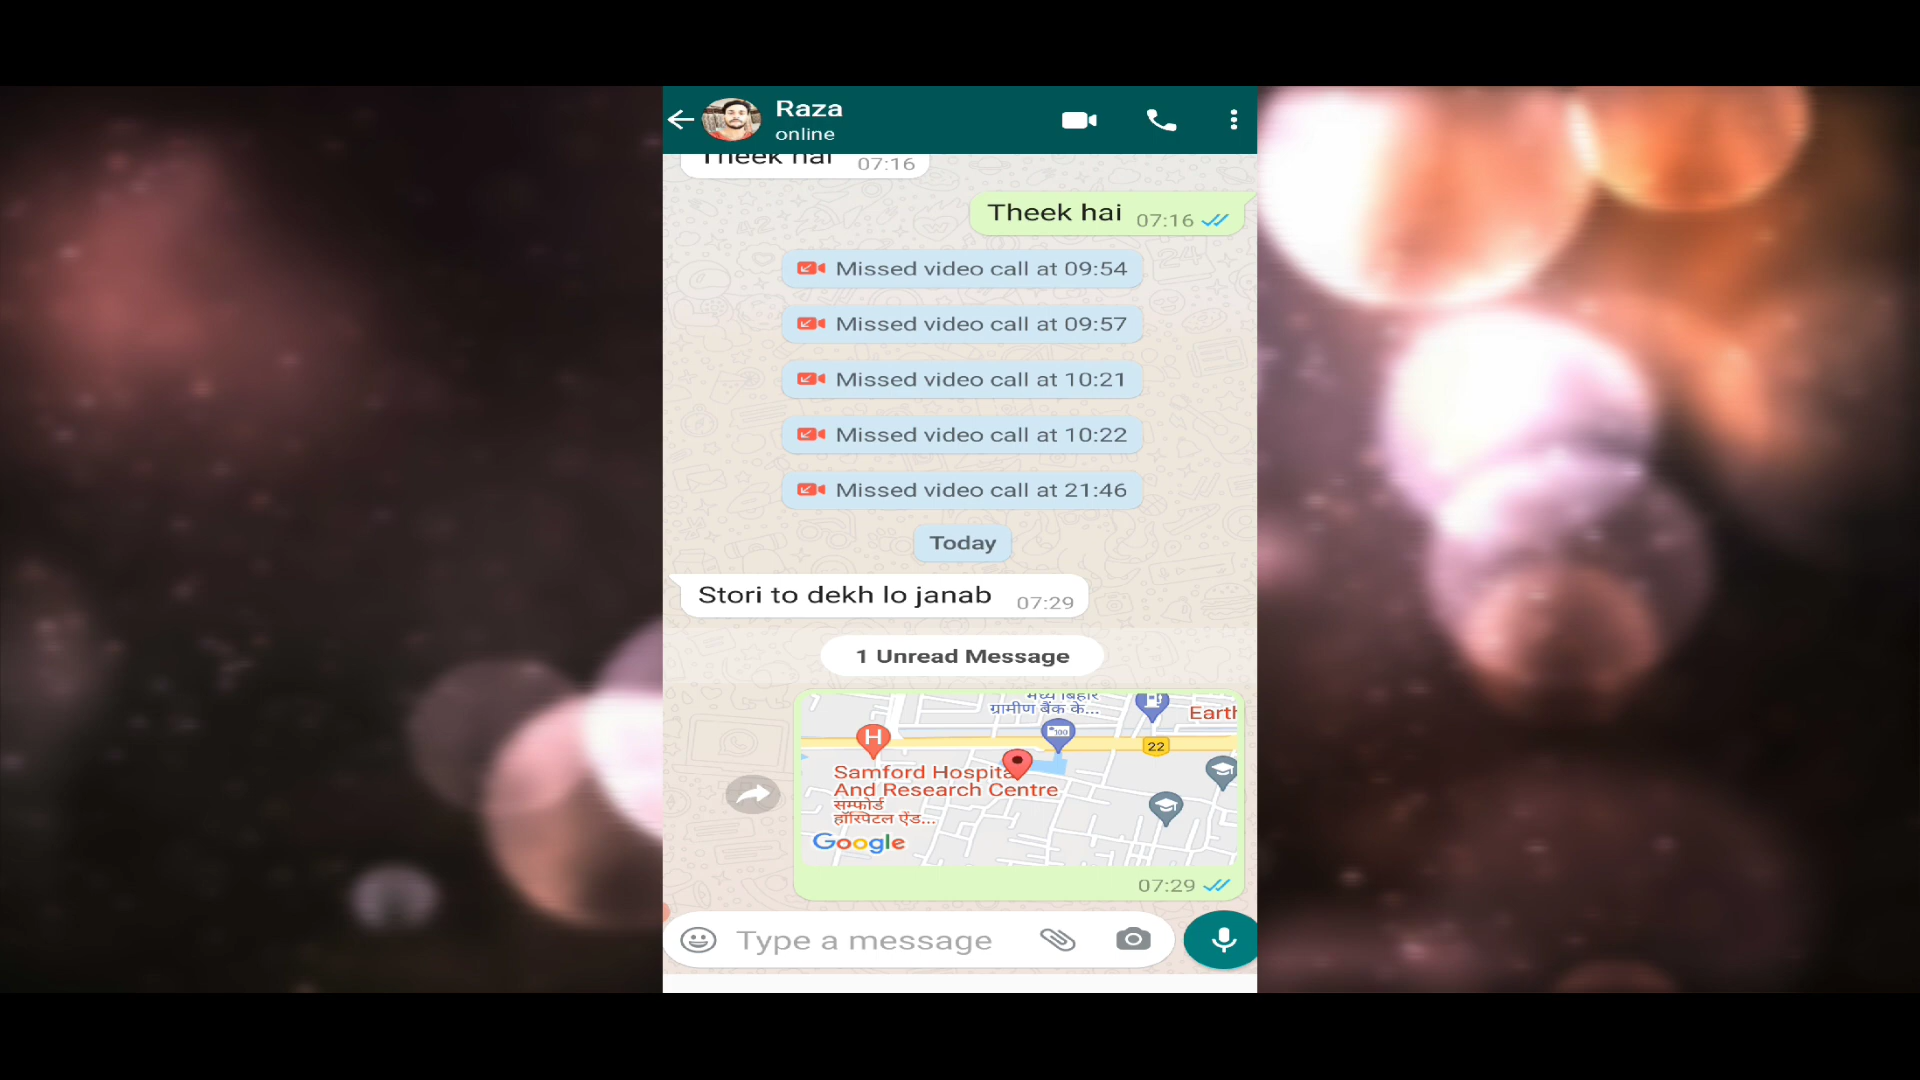 Raza
online
Theek hai 07:16
Theek hai 07:16
Missed video call at 09:54
Missed video call at 09:57
Missed video call at 10:21
Missed video call at 10:22
Missed video call at 21:46
Today
Stori to dekh lo janab 07:29
1 Unread Message
मध्य बिहार
ग्रामीण बैंक के...
Earth
22
H
Samford Hospita
And Research Centre
सम्फोर्ड
हॉस्पिटल ऐंड...
Google
07:29
Type a message